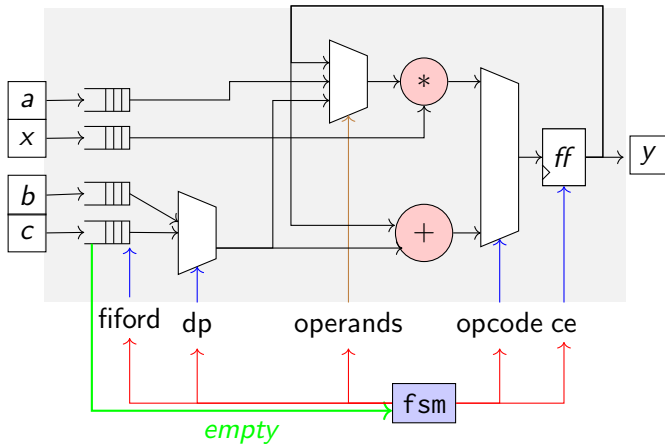 a
x
b
c
*
+
ff
y
fiford
dp
operands
opcode
ce
fsm
empty